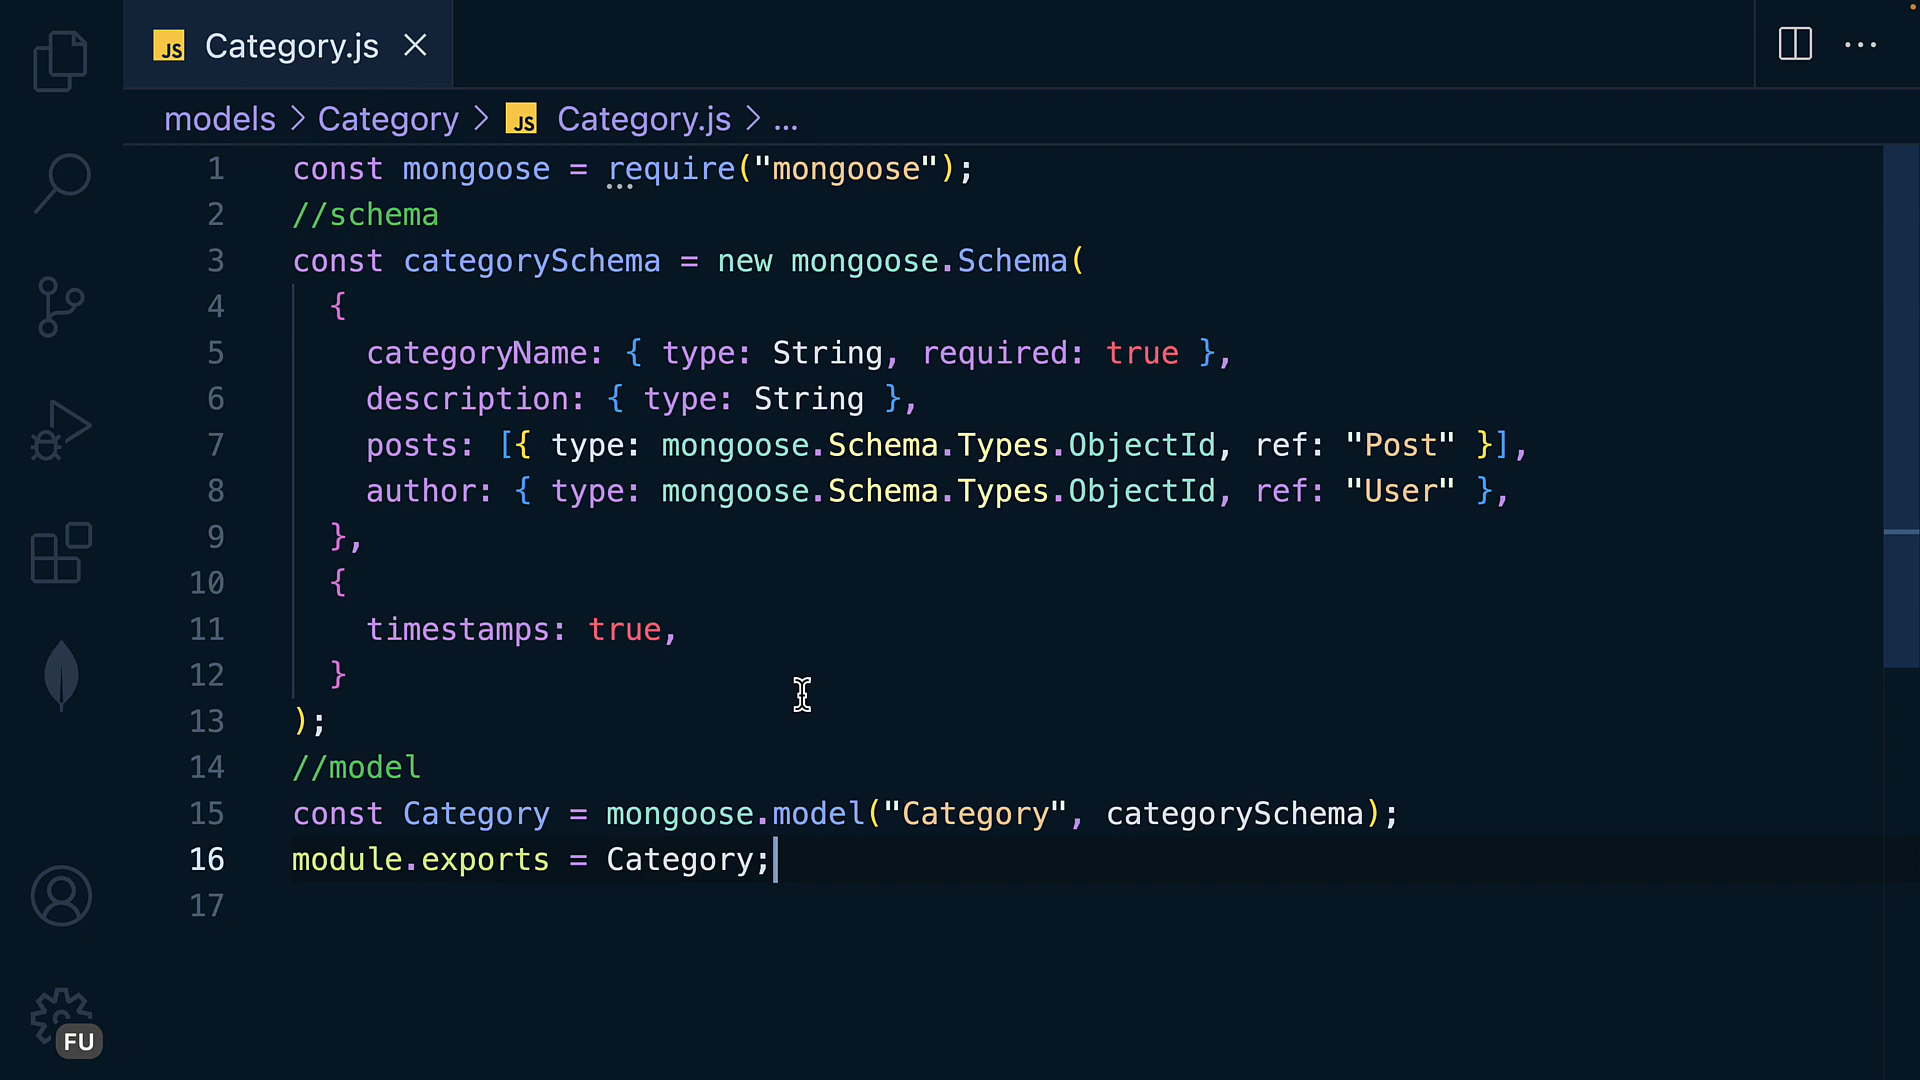 JS Category.js
models > Category > JS Category.js > ...
1 const mongoose = require("mongoose");
2 //schema
3 const categorySchema = new mongoose.Schema(
4 {
5 categoryName: { type: String, required: true },
6 description: { type: String },
7 posts: [{ type: mongoose.Schema.Types.ObjectId, ref: "Post" }],
8 author: { type: mongoose.Schema.Types.ObjectId, ref: "User" },
9 },
10 {
11 timestamps: true,
12 }
13 );
14 //model
15 const Category = mongoose.model("Category", categorySchema);
16 module.exports = Category;
17
FU